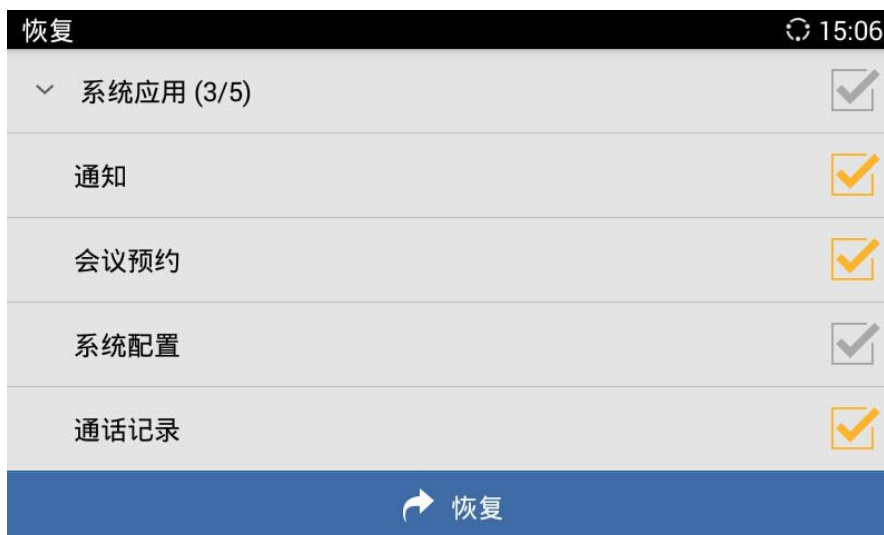 恢复 15:06
系统应用 (3/5)
通知
会议预约
系统配置
通话记录
恢复